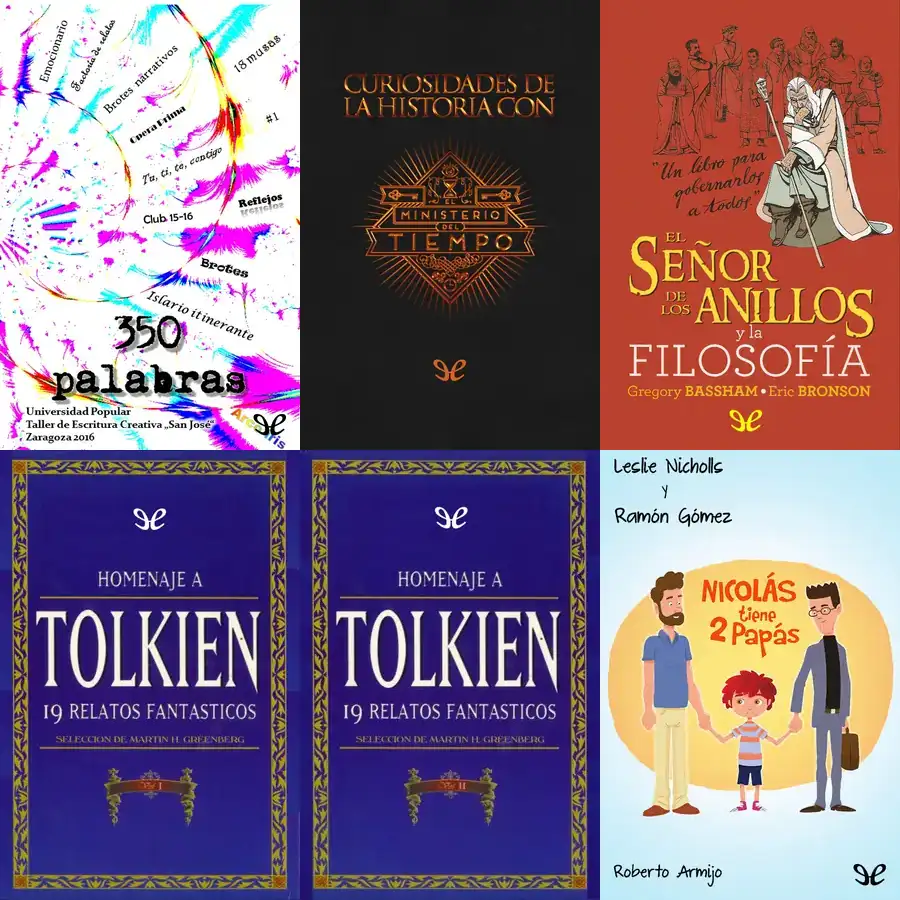 Emocionario
Factoría de relatos
Brotes narrativos
18 musas
Opera Prima
#1
Tu, ti, te, contigo
Reflejos
Club 15-16
Brotes
Islario itinerante
350
palabras
Universidad Popular
Taller de Escritura Creativa „San José“
Zaragoza 2016
CURIOSIDADES DE
LA HISTORIA CON
EL
MINISTERIO
DEL
TIEMPO
"Un libro para
gobernarlos
a todos."
EL
SEÑOR
DE LOS ANILLOS
y la
FILOSOFÍA
Gregory BASSHAM • Eric BRONSON
HOMENAJE A
TOLKIEN
19 RELATOS FANTASTICOS
SELECCION DE MARTIN H. GREENBERG
I
HOMENAJE A
TOLKIEN
19 RELATOS FANTASTICOS
SELECCION DE MARTIN H. GREENBERG
II
Leslie Nicholls
y
Ramón Gómez
NICOLÁS
tiene
2 Papás
Roberto Armijo